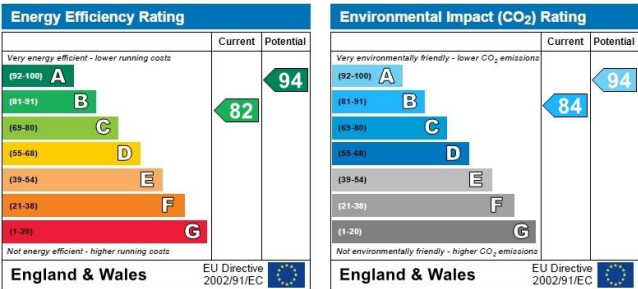 Energy Efficiency Rating
Current Potential
Very energy efficient - lower running costs
(92-100) A
94
(81-91) B
82
(69-80) C
(55-68) D
(39-54) E
(21-38) F
(1-20) G
Not energy efficient - higher running costs
England & Wales
EU Directive
2002/91/EC
Environmental Impact (CO₂) Rating
Current Potential
Very environmentally friendly - lower CO₂ emissions
(92-100) A
94
(81-91) B
84
(69-80) C
(55-68) D
(39-54) E
(21-38) F
(1-20) G
Not environmentally friendly - higher CO₂ emissions
England & Wales
EU Directive
2002/91/EC